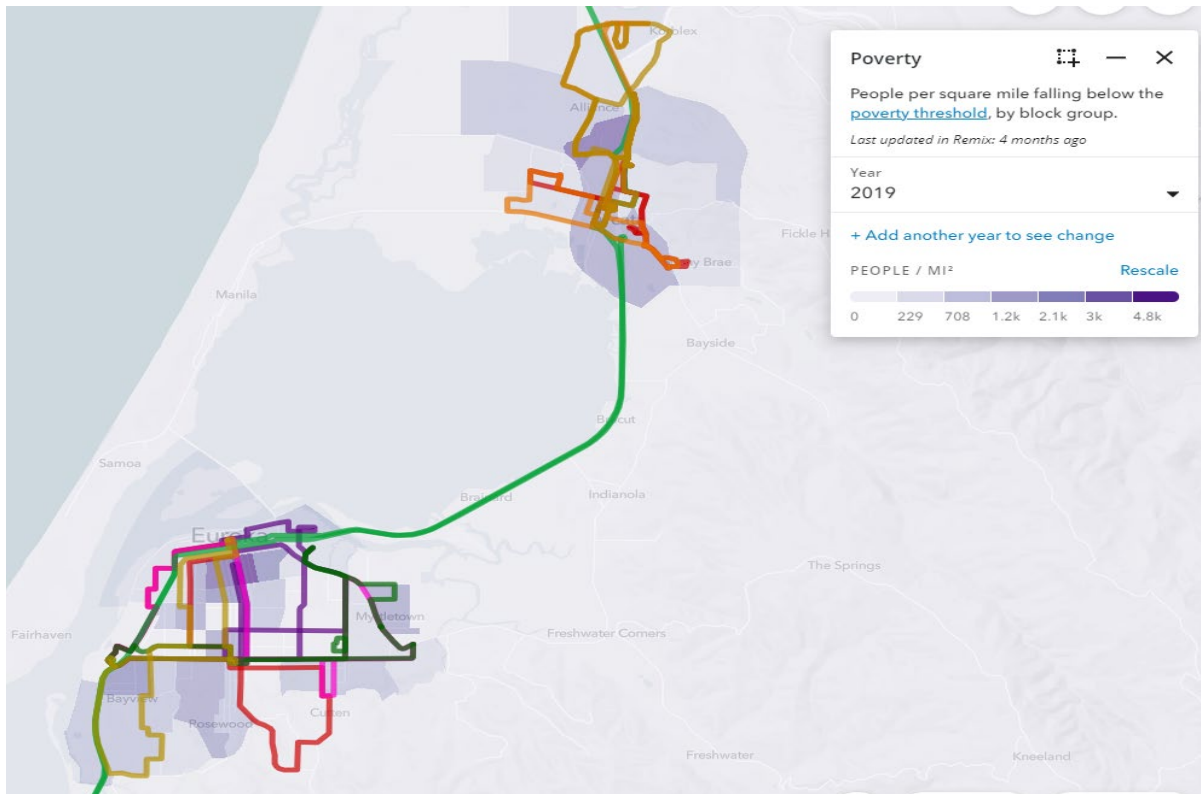 Korblex
Alliance
Fickle H
Manila
Bayside
Samoa
Indianola
Eureka
The Springs
Fairhaven
Myrtletown
Freshwater Corners
Bayview
Rosewood
Cutten
Freshwater
Kneeland
Poverty
People per square mile falling below the
poverty threshold, by block group.
Last updated in Remix: 4 months ago
Year
2019
+ Add another year to see change
PEOPLE / MI²
Rescale
0 229 708 1.2k 2.1k 3k 4.8k